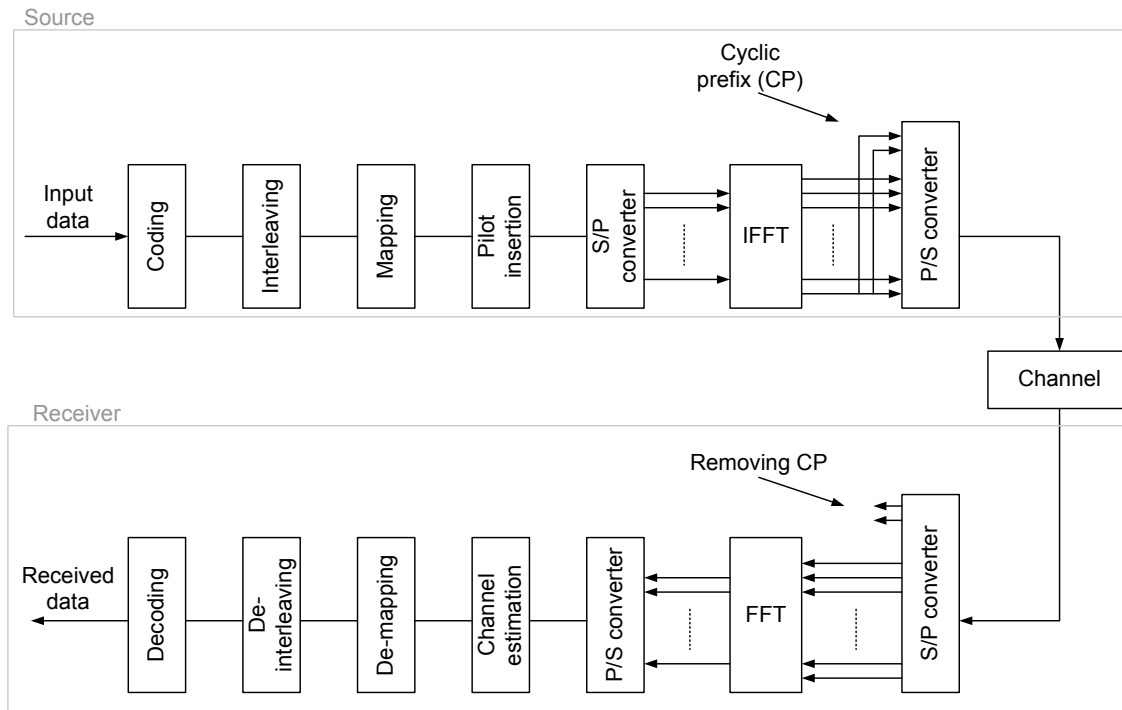 Source
Cyclic
prefix (CP)
Input
data
Coding
Interleaving
Mapping
Pilot
insertion
S/P
converter
IFFT
P/S converter
Channel
Receiver
Removing CP
Received
data
Decoding
De-
interleaving
De-mapping
Channel
estimation
P/S converter
FFT
S/P converter